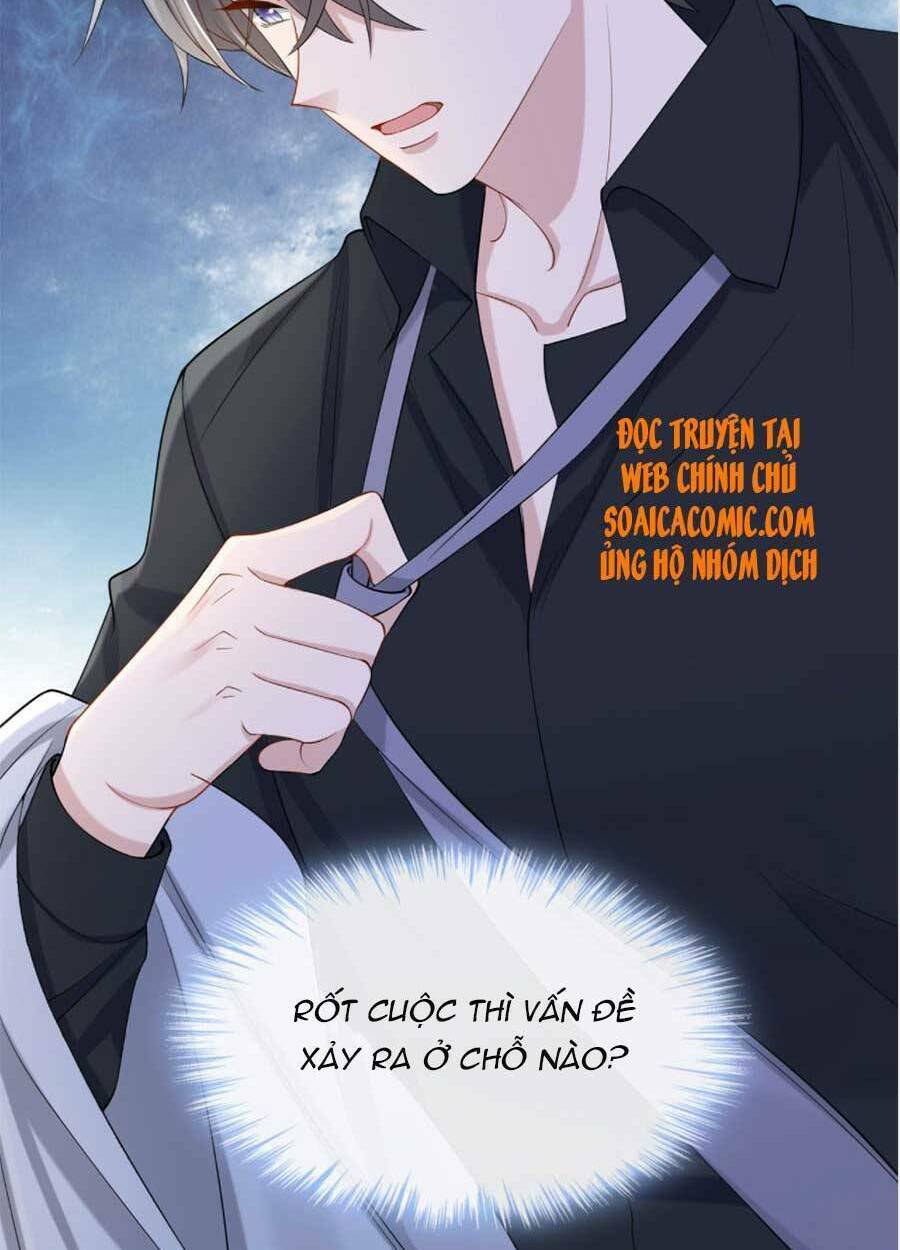 ĐỌC TRUYỆN TẠI
WEB CHÍNH CHỦ
SOAICACOMIC.COM
ỦNG HỘ NHÓM DỊCH
RỐT CUỘC THÌ VẤN ĐỀ
XẢY RA Ở CHỖ NÀO?